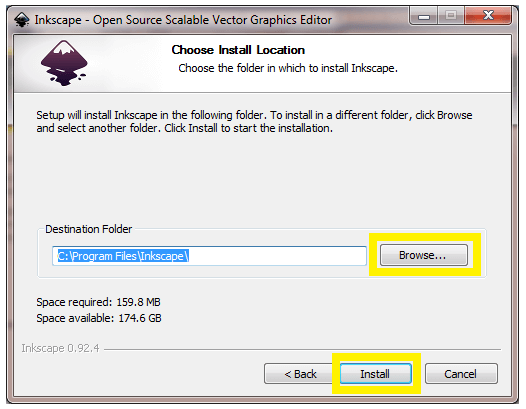 Inkscape - Open Source Scalable Vector Graphics Editor
Choose Install Location
Choose the folder in which to install Inkscape.
Setup will install Inkscape in the following folder. To install in a different folder, click Browse
and select another folder. Click Install to start the installation.
Destination Folder
C:\Program Files\Inkscape\
Browse...
Space required: 159.8 MB
Space available: 174.6 GB
Inkscape 0.92.4
< Back
Install
Cancel